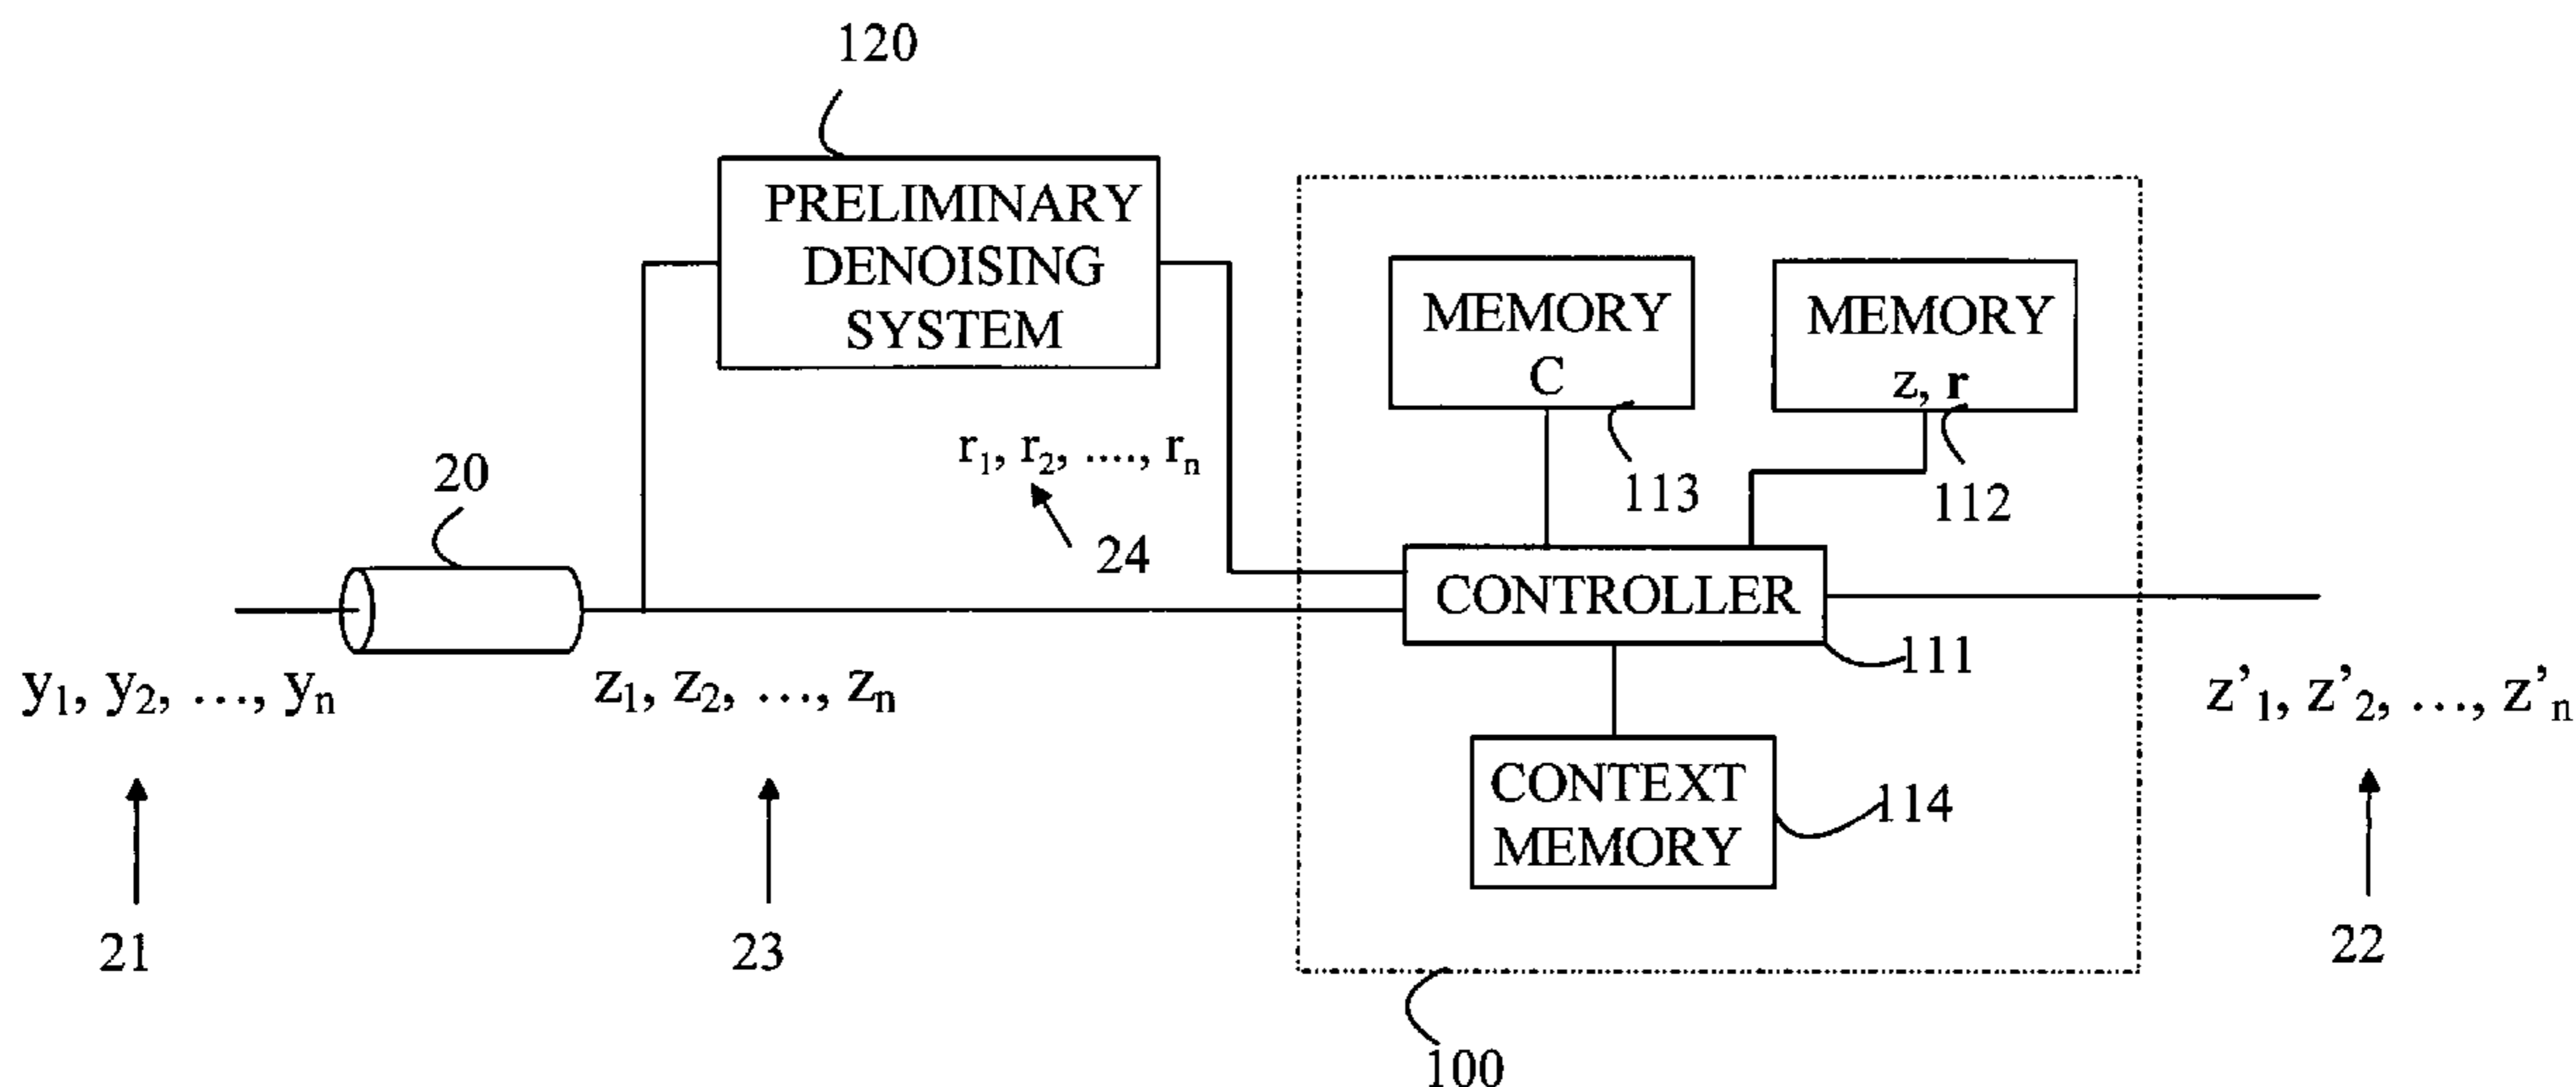 120
PRELIMINARY
DENOISING
SYSTEM
MEMORY
C
MEMORY
z, r
r₁, r₂, ...., rₙ
20
113
112
24
CONTROLLER
111
y₁, y₂, ..., yₙ
z₁, z₂, ..., zₙ
z’₁, z’₂, ..., z’ₙ
CONTEXT
MEMORY
114
21
23
22
100